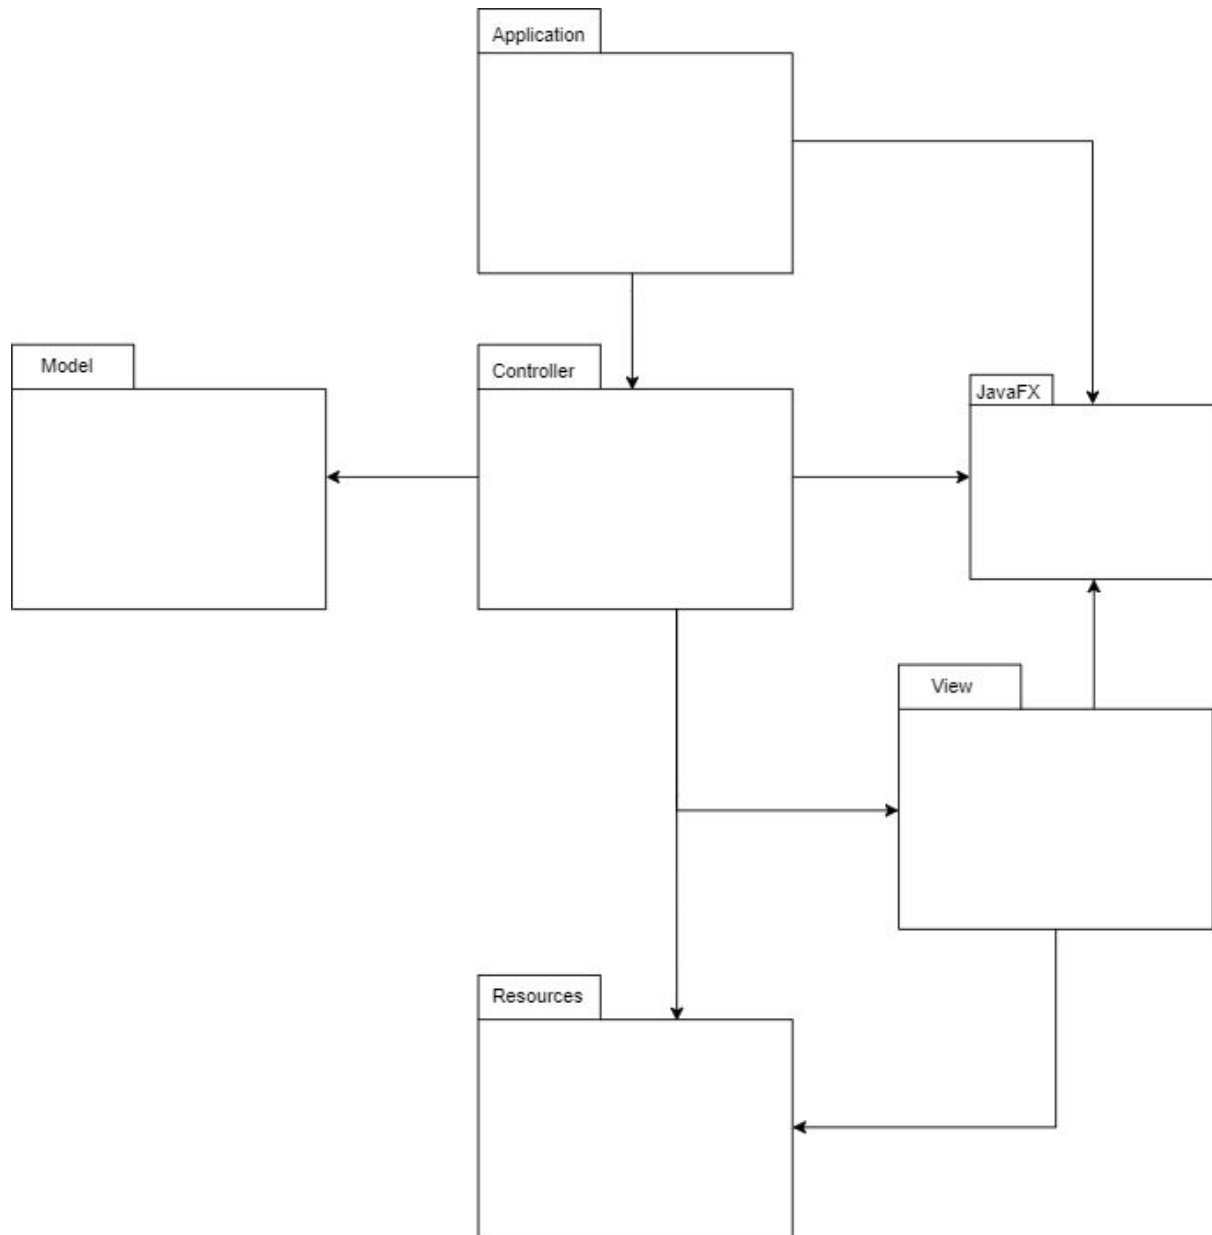 Application
Model
Controller
JavaFX
View
Resources